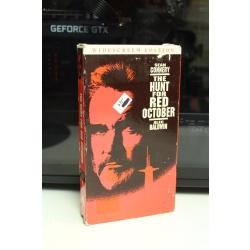 GEFORCE GTX
WIDESCREEN EDITION
SEAN
CONNERY
THE
HUNT
FOR
RED
OCTOBER
ALEC
BALDWIN